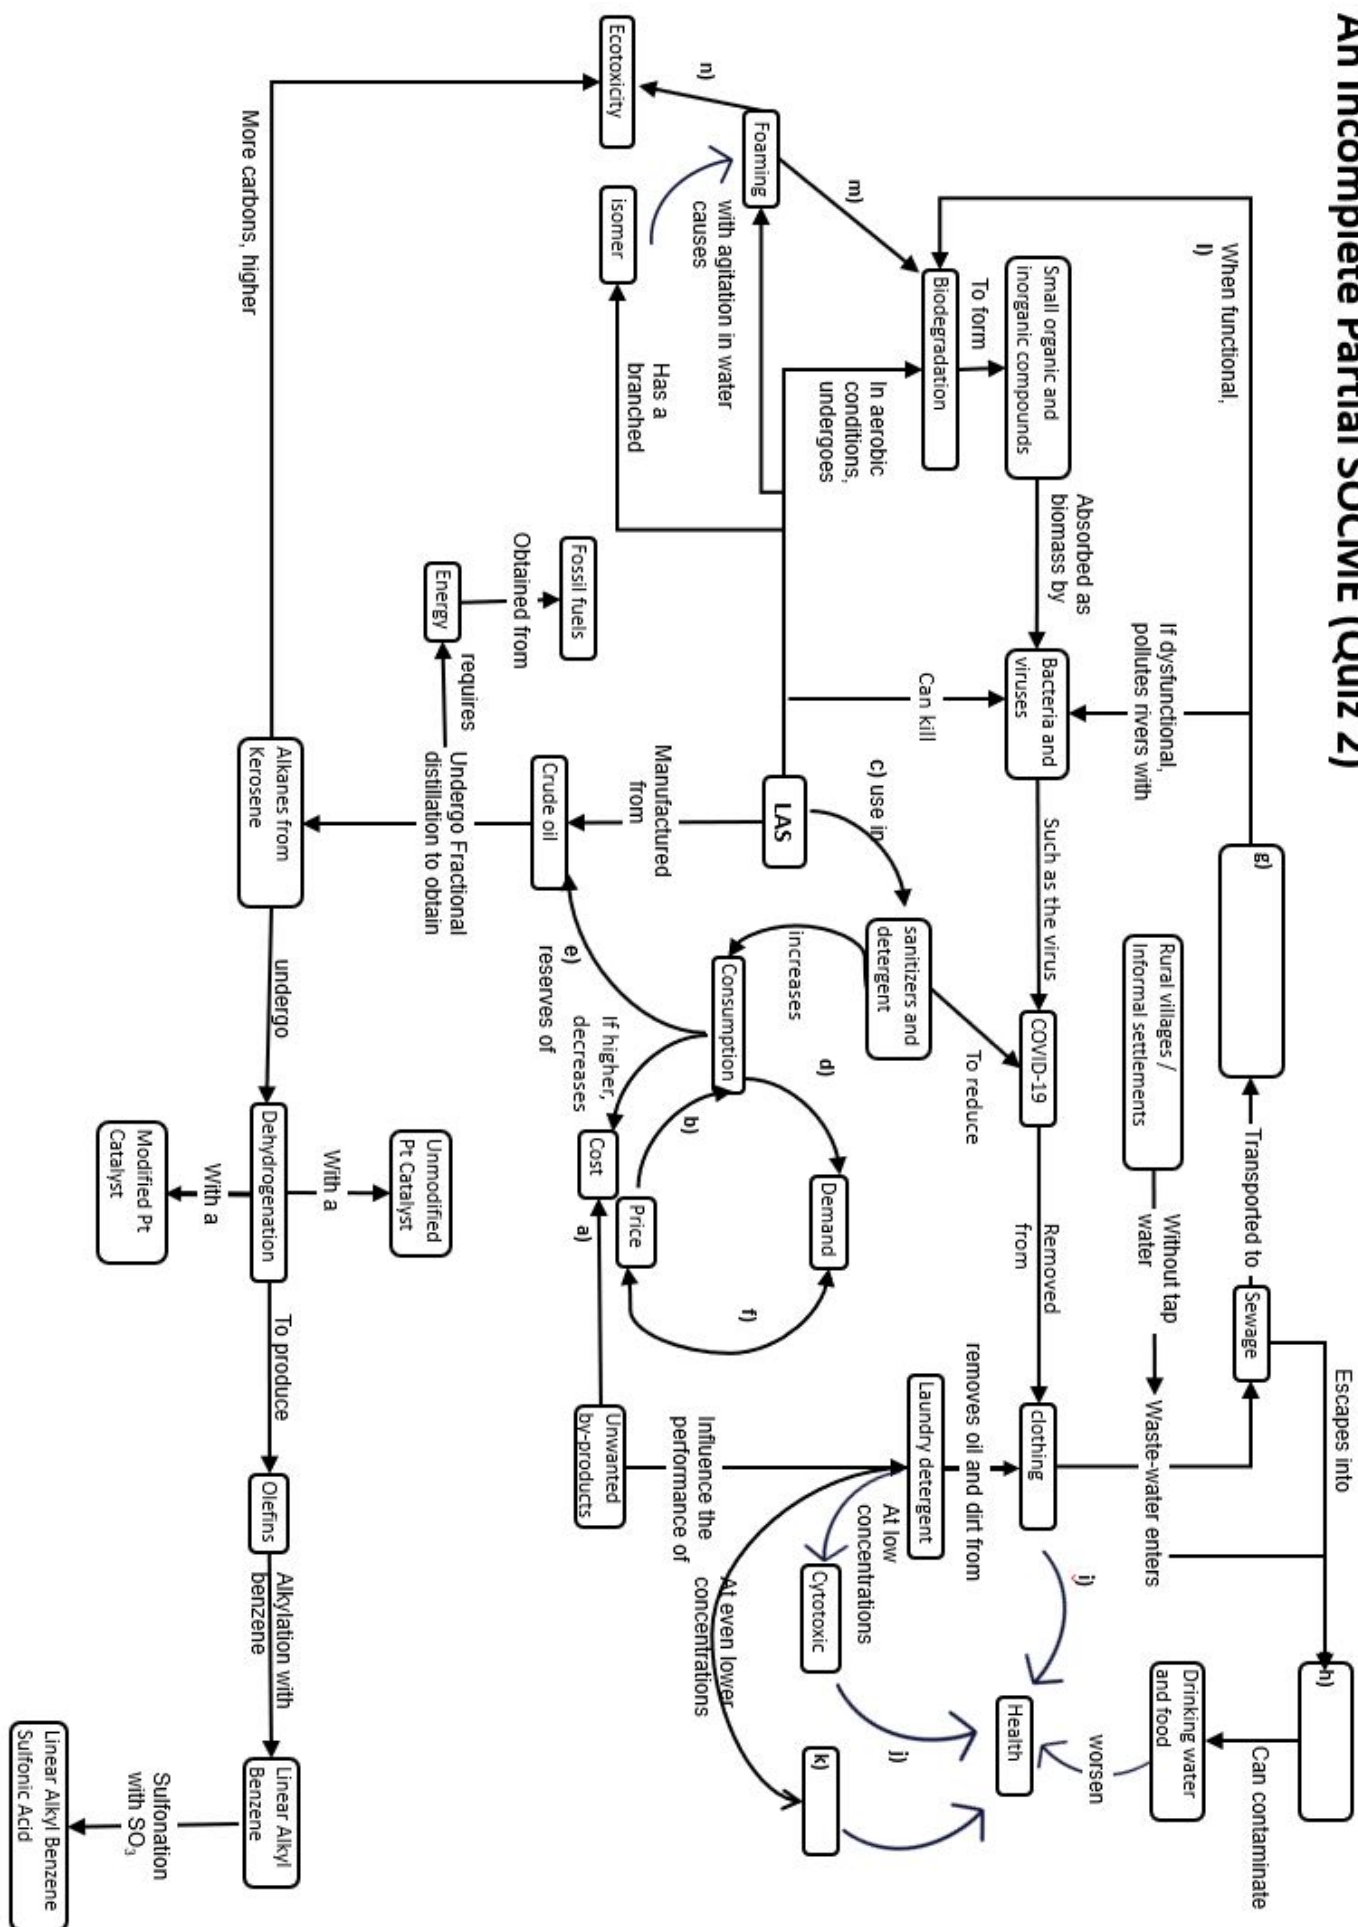 An Incomplete Partial SOCME (Quiz 2)
Escapes into
h)
g)
Transported to
Sewage
When functional,
l)
If dysfunctional,
pollutes rivers with
Rural villages /
Informal settlements
Without tap
water
Waste-water enters
Can contaminate
Drinking water
and food
worsen
Small organic and
inorganic compounds
Absorbed as
biomass by
Bacteria and
viruses
Such as the virus
COVID-19
Removed
from
clothing
i)
Health
To form
Biodegradation
m)
In aerobic
conditions,
undergoes
Can kill
c) use in
sanitizers and
detergent
To reduce
removes oil and dirt from
Laundry detergent
At low
concentrations
j)
Cytotoxic
k)
n)
Foaming
with agitation in water
causes
LAS
increases
Consumption
d)
Demand
f)
b)
Price
Influence the
performance of
At even lower
concentrations
Ecotoxicity
isomer
Has a
branched
Manufactured
from
Fossil fuels
Obtained from
Energy
requires
Crude oil
e)
If higher,
decreases
reserves of
Cost
a)
Unwanted
by-products
Undergo Fractional
distillation to obtain
More carbons, higher
Alkanes from
Kerosene
undergo
Dehydrogenation
With a
Unmodified
Pt Catalyst
With a
Modified Pt
Catalyst
To produce
Olefins
Alkylation with
benzene
Linear Alkyl
Benzene
Sulfonation
with SO₃
Linear Alkyl Benzene
Sulfonic Acid